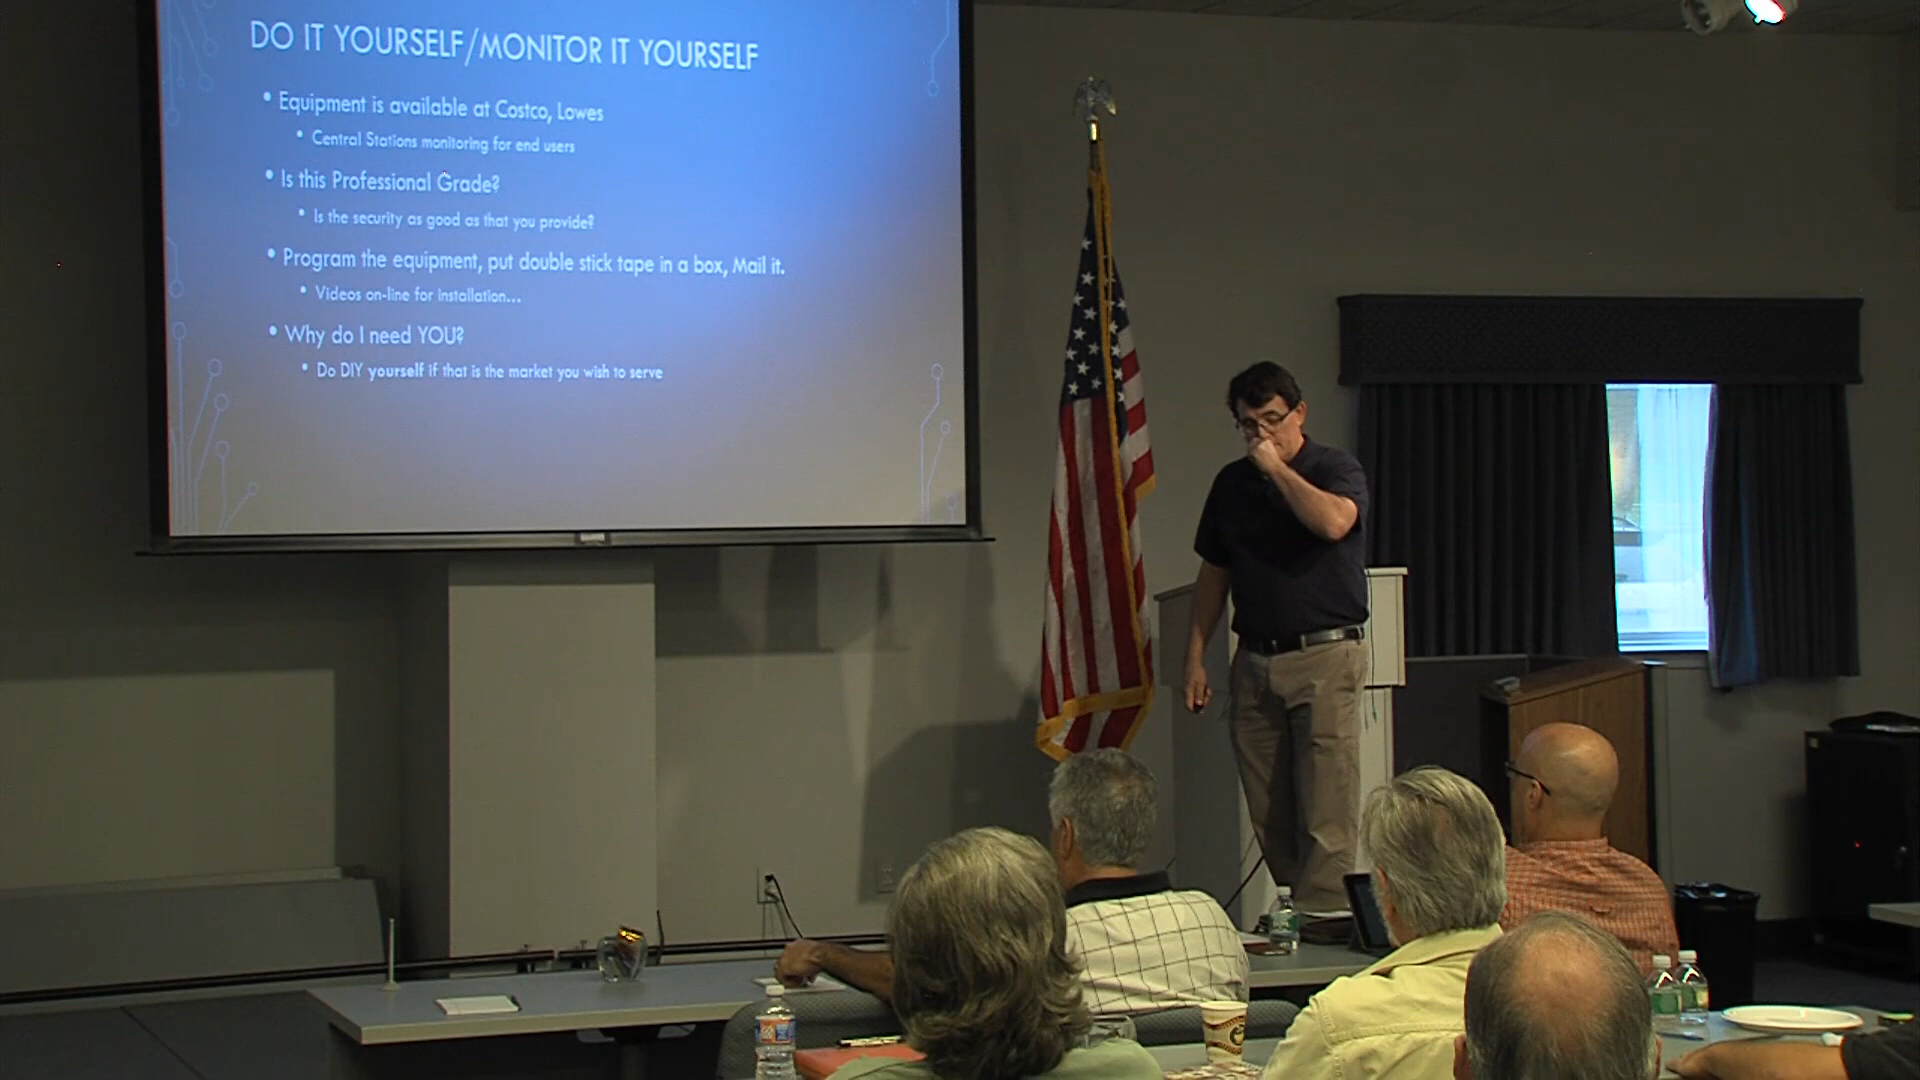 DO IT YOURSELF/MONITOR IT YOURSELF
• Equipment is available at Costco, Lowes
• Central Stations monitoring for end users
• Is this Professional Grade?
• Is the security as good as that you provide?
• Program the equipment, put double stick tape in a box, Mail it.
• Videos on-line for installation...
• Why do I need YOU?
• Do DIY yourself if that is the market you wish to serve